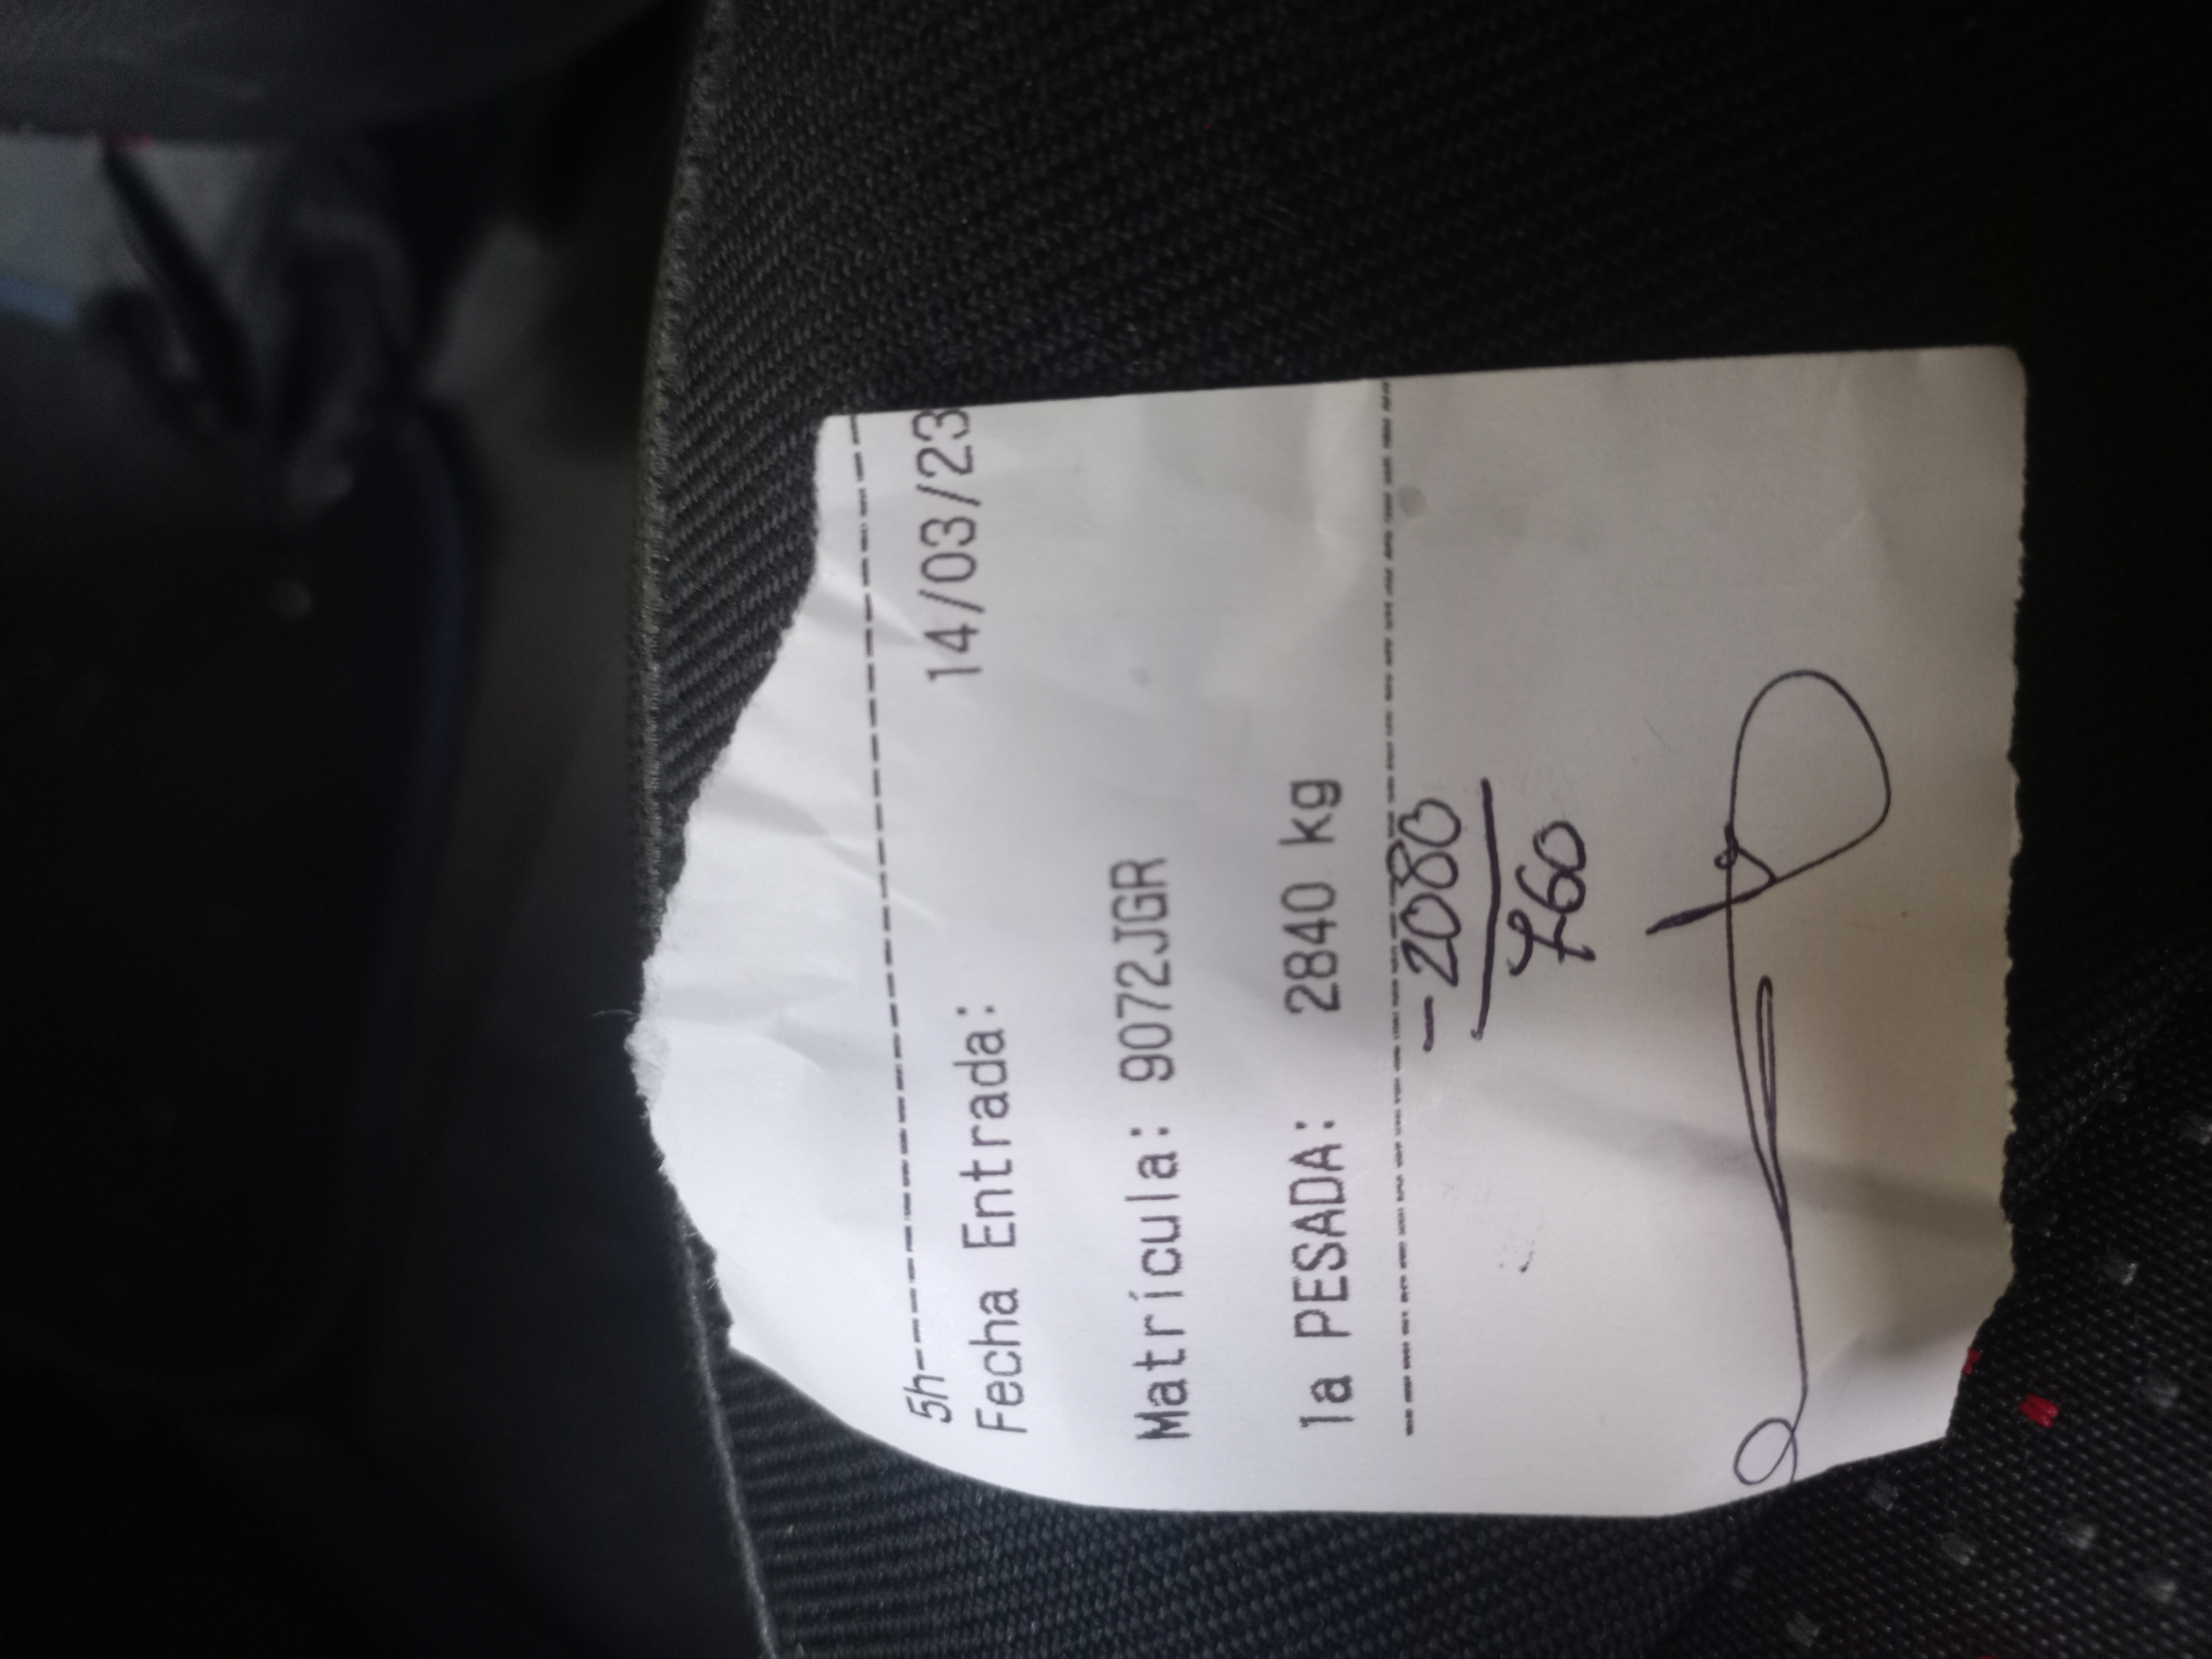 5h------------------------------
Fecha Entrada: 14/03/23
Matrícula: 9072JGR
1a PESADA: 2840 kg
--------------------------------
-2080
760